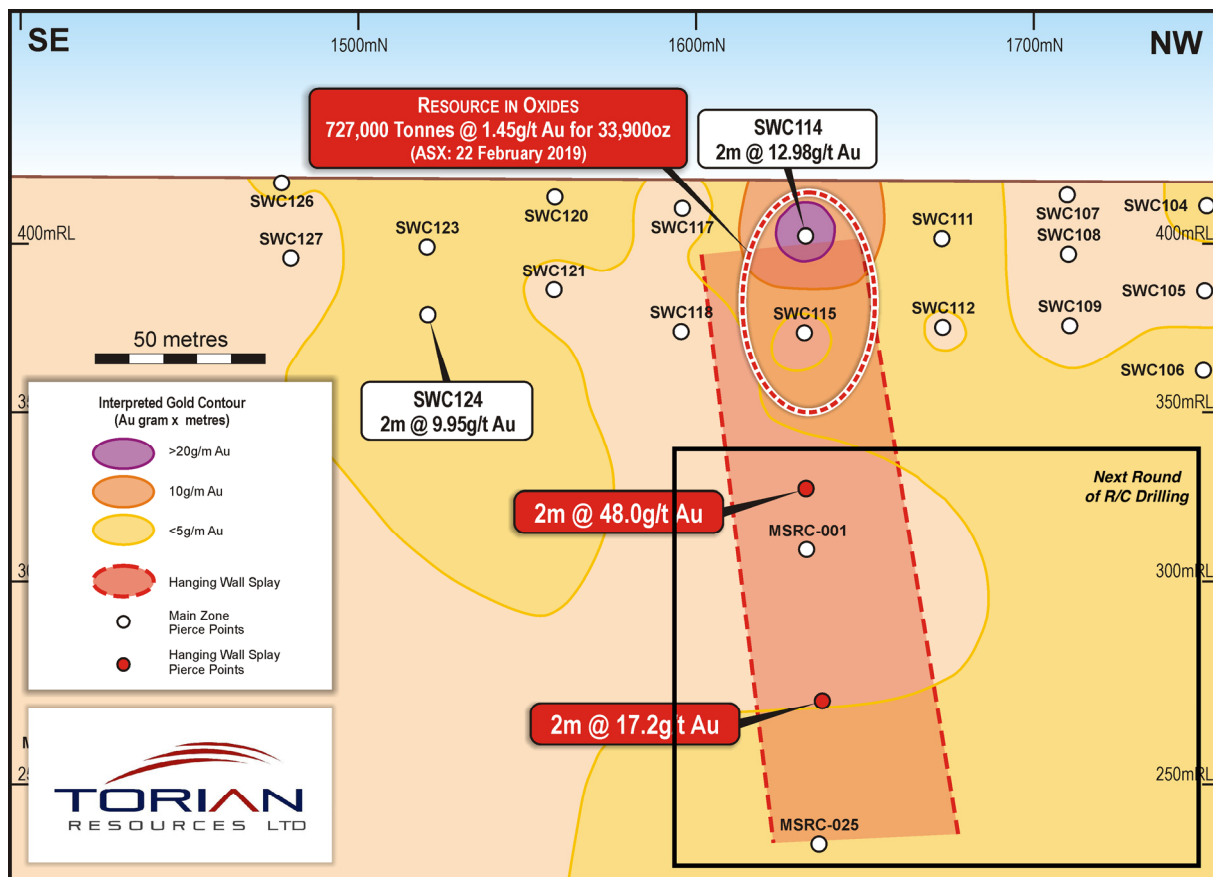 SE
1500mN
1600mN
1700mN
NW
RESOURCE IN OXIDES
727,000 Tonnes @ 1.45g/t Au for 33,900oz
(ASX: 22 February 2019)
SWC114
2m @ 12.98g/t Au
SWC126
SWC120
SWC117
SWC107
SWC104
400mRL
SWC127
SWC123
SWC111
SWC108
400mRL
SWC121
SWC105
SWC118
SWC115
SWC112
SWC109
50 metres
SWC106
SWC124
2m @ 9.95g/t Au
350mRL
Interpreted Gold Contour
(Au gram x metres)
>20g/m Au
10g/m Au
<5g/m Au
Hanging Wall Splay
Main Zone
Pierce Points
Hanging Wall Splay
Pierce Points
Next Round
of R/C Drilling
2m @ 48.0g/t Au
MSRC-001
300mRL
2m @ 17.2g/t Au
250mRL
MSRC-025
TORIAN
RESOURCES LTD